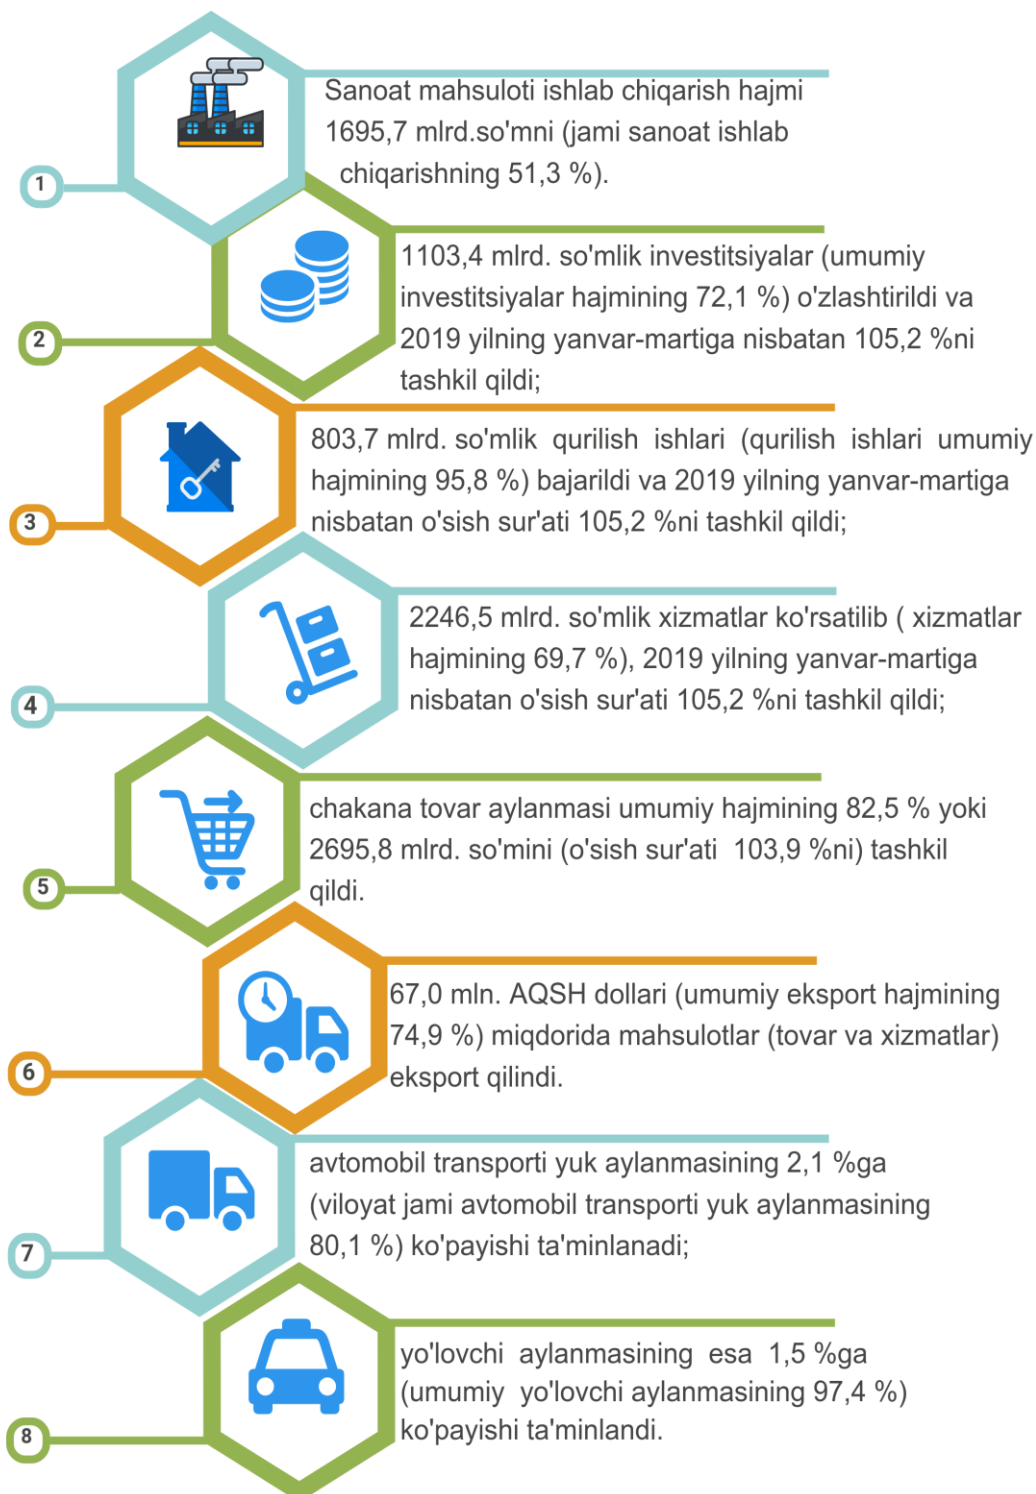 Sanoat mahsuloti ishlab chiqarish hajmi
1695,7 mlrd.so'mni (jami sanoat ishlab
chiqarishning 51,3 %).
1
1103,4 mlrd. so'mlik investitsiyalar (umumiy
investitsiyalar hajmining 72,1 %) o'zlashtirildi va
2019 yilning yanvar-martiga nisbatan 105,2 %ni
tashkil qildi;
2
803,7 mlrd. so'mlik qurilish ishlari (qurilish ishlari umumiy
hajmining 95,8 %) bajarildi va 2019 yilning yanvar-martiga
nisbatan o'sish sur'ati 105,2 %ni tashkil qildi;
3
2246,5 mlrd. so'mlik xizmatlar ko'rsatilib ( xizmatlar
hajmining 69,7 %), 2019 yilning yanvar-martiga
nisbatan o'sish sur'ati 105,2 %ni tashkil qildi;
4
chakana tovar aylanmasi umumiy hajmining 82,5 % yoki
2695,8 mlrd. so'mini (o'sish sur'ati 103,9 %ni) tashkil
qildi.
5
67,0 mln. AQSH dollari (umumiy eksport hajmining
74,9 %) miqdorida mahsulotlar (tovar va xizmatlar)
eksport qilindi.
6
avtomobil transporti yuk aylanmasining 2,1 %ga
(viloyat jami avtomobil transporti yuk aylanmasining
80,1 %) ko'payishi ta'minlanadi;
7
yo'lovchi aylanmasining esa 1,5 %ga
(umumiy yo'lovchi aylanmasining 97,4 %)
ko'payishi ta'minlandi.
8